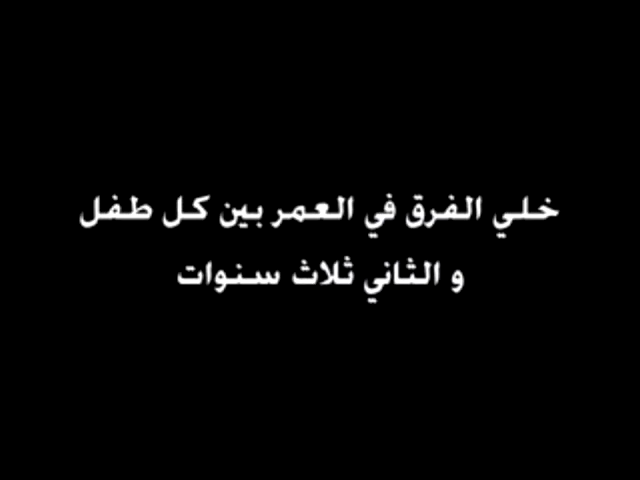 خلي الفرق في العمر بين كل طفل
و الثاني ثلاث سنوات